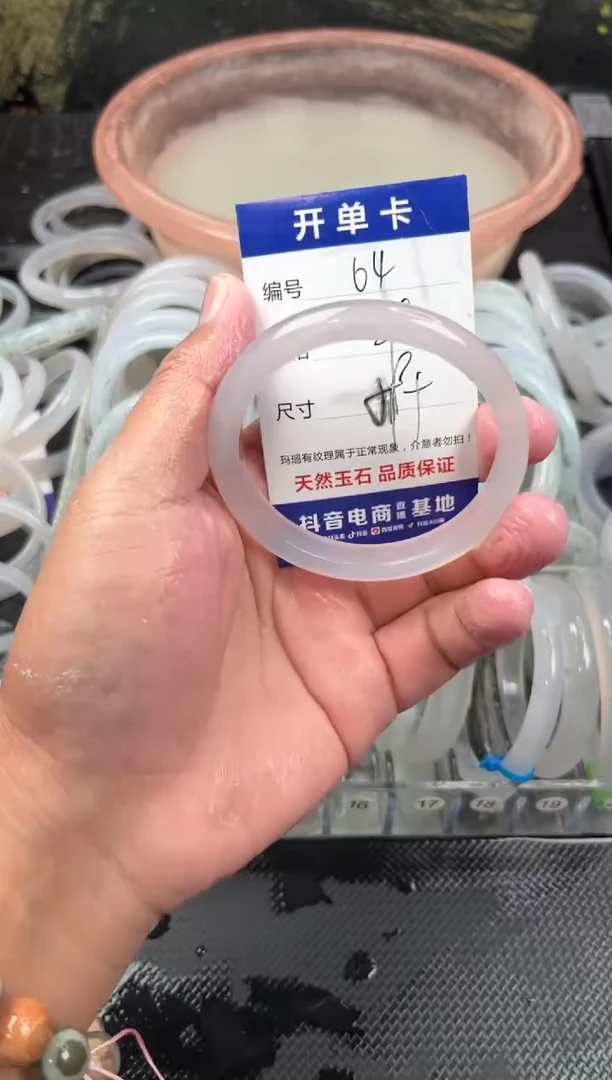 开单卡
编号 64
尺寸
玛瑙有纹理属于正常现象，介意者勿拍！
天然玉石 品质保证
抖音电商直播基地
16 17 18 19